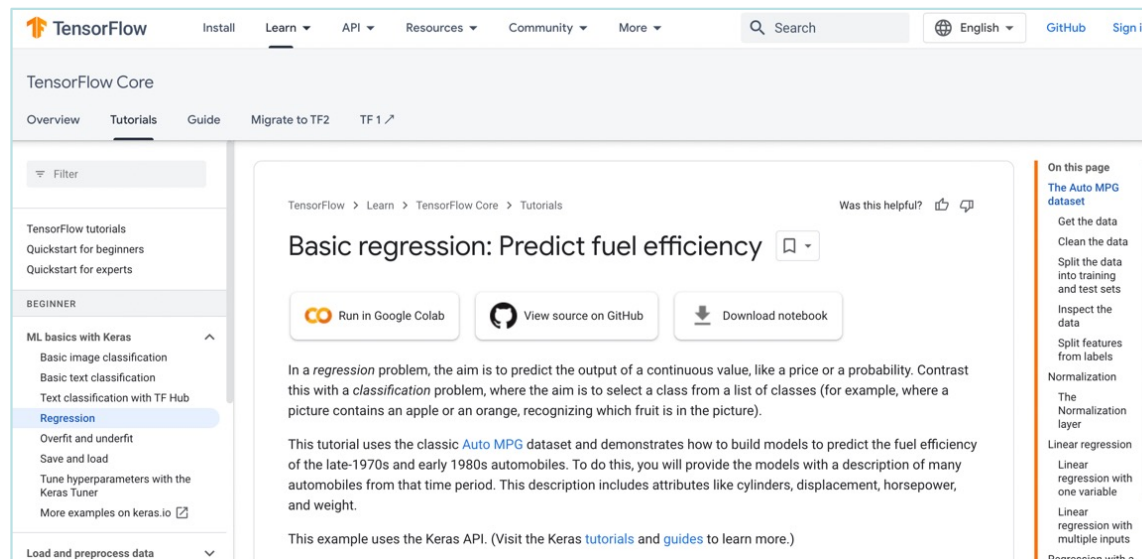 TensorFlow
Install
Learn
API
Resources
Community
More
Search
English
GitHub
Sign i
TensorFlow Core
Overview
Tutorials
Guide
Migrate to TF2
TF 1
Filter
TensorFlow tutorials
Quickstart for beginners
Quickstart for experts
BEGINNER
ML basics with Keras
Basic image classification
Basic text classification
Text classification with TF Hub
Regression
Overfit and underfit
Save and load
Tune hyperparameters with the
Keras Tuner
More examples on keras.io
Load and preprocess data
TensorFlow > Learn > TensorFlow Core > Tutorials
Was this helpful?
Basic regression: Predict fuel efficiency
Run in Google Colab
View source on GitHub
Download notebook
In a regression problem, the aim is to predict the output of a continuous value, like a price or a probability. Contrast
this with a classification problem, where the aim is to select a class from a list of classes (for example, where a
picture contains an apple or an orange, recognizing which fruit is in the picture).
This tutorial uses the classic Auto MPG dataset and demonstrates how to build models to predict the fuel efficiency
of the late-1970s and early 1980s automobiles. To do this, you will provide the models with a description of many
automobiles from that time period. This description includes attributes like cylinders, displacement, horsepower,
and weight.
This example uses the Keras API. (Visit the Keras tutorials and guides to learn more.)
On this page
The Auto MPG
dataset
Get the data
Clean the data
Split the data
into training
and test sets
Inspect the
data
Split features
from labels
Normalization
The
Normalization
layer
Linear regression
Linear
regression with
one variable
Linear
regression with
multiple inputs